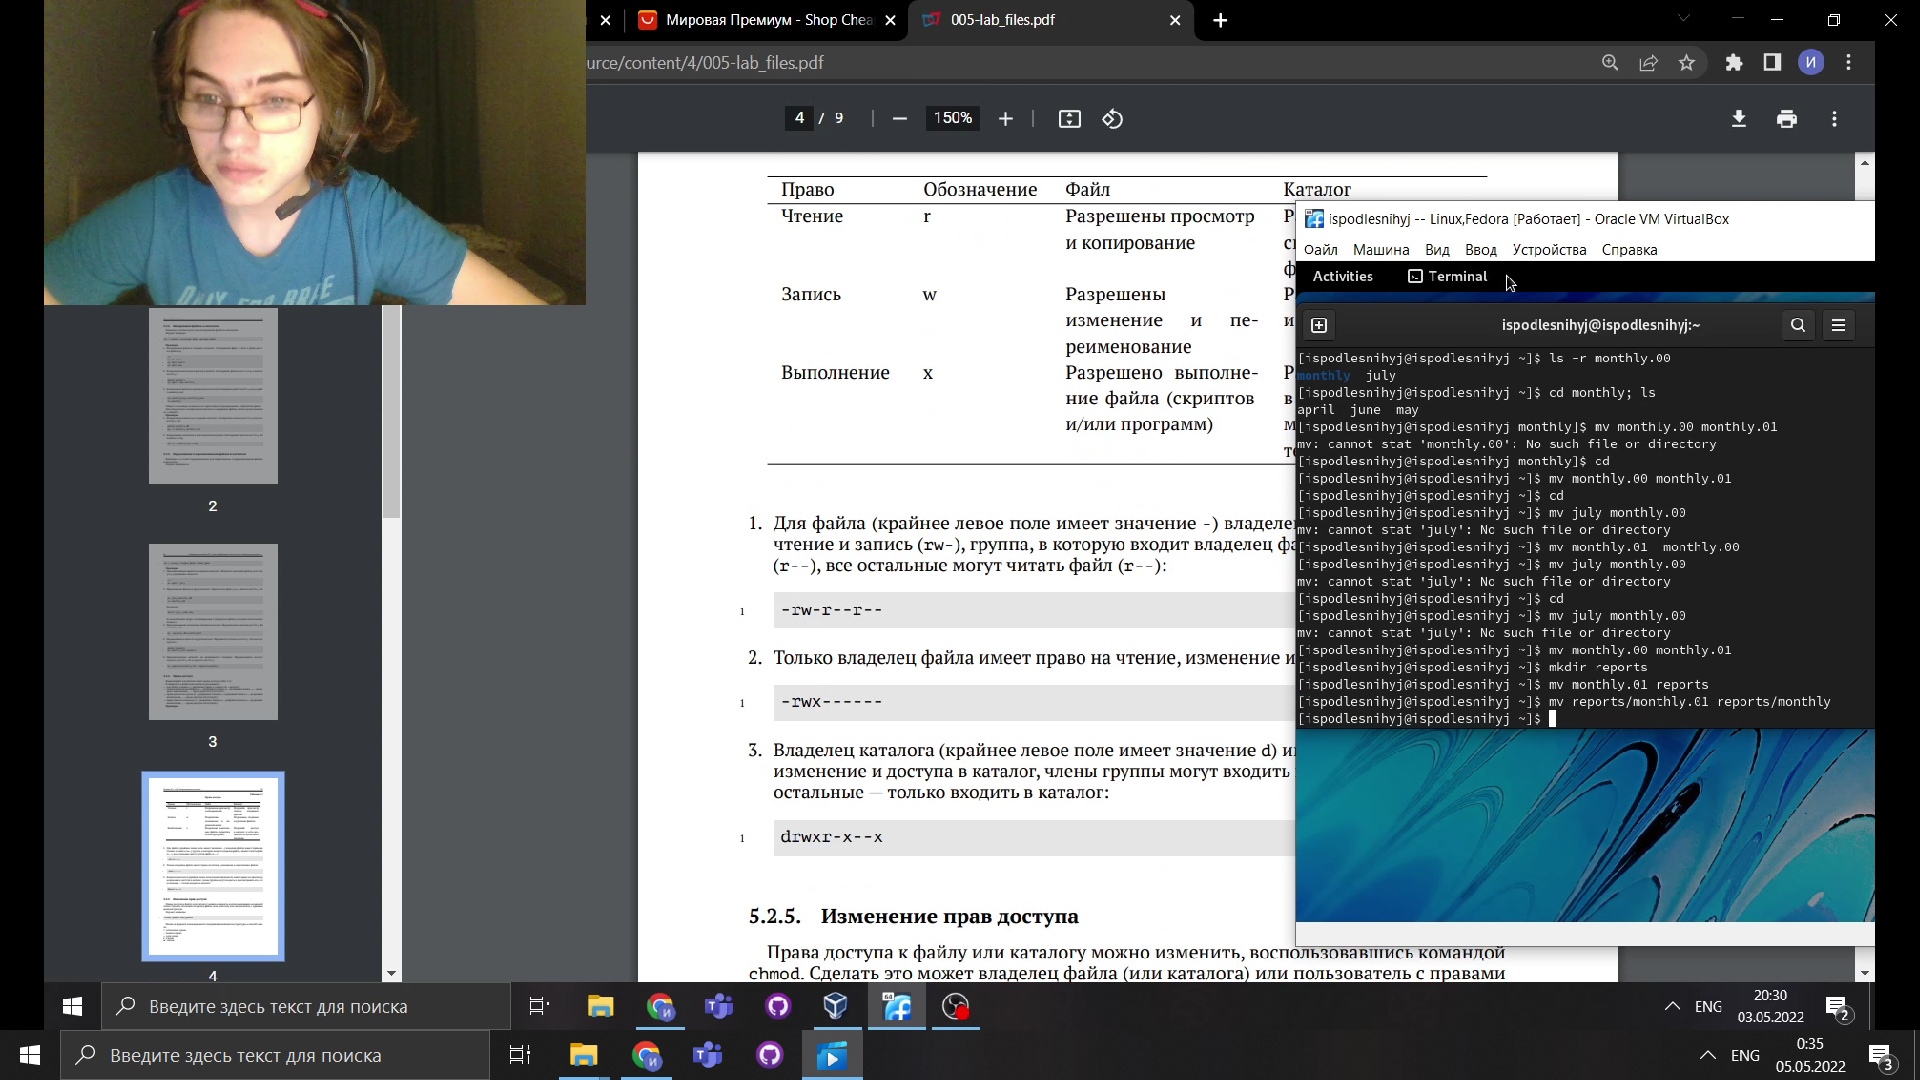 Мировая Премиум - Shop Chea
005-lab_files.pdf
urce/content/4/005-lab_files.pdf
И
4 / 9
150%
Право Обозначение Файл Каталог
Чтение r Разрешены просмотр
и копирование
Запись w Разрешены
изменение и пе-
реименование
Выполнение x Разрешено выполне-
ние файла (скриптов
и/или программ)
1. Для файла (крайнее левое поле имеет значение -) владеле
чтение и запись (rw-), группа, в которую входит владелец фа
(r--), все остальные могут читать файл (r--):
1 -rw-r--r--
2. Только владелец файла имеет право на чтение, изменение и
1 -rwx------
3. Владелец каталога (крайнее левое поле имеет значение d) и
изменение и доступа в каталог, члены группы могут входить
остальные — только входить в каталог:
1 drwxr-x--x
5.2.5. Изменение прав доступа
Права доступа к файлу или каталогу можно изменить, воспользовавшись командой
chmod. Сделать это может владелец файла (или каталога) или пользователь с правами
2
3
4
ispodlesnihyj -- Linux,Fedora [Работает] - Oracle VM VirtualBox
Файл Машина Вид Ввод Устройства Справка
Activities Terminal
ispodlesnihyj@ispodlesnihyj:~
[ispodlesnihyj@ispodlesnihyj ~]$ ls -r monthly.00
monthly july
[ispodlesnihyj@ispodlesnihyj ~]$ cd monthly; ls
april june may
[ispodlesnihyj@ispodlesnihyj monthly]$ mv monthly.00 monthly.01
mv: cannot stat 'monthly.00': No such file or directory
[ispodlesnihyj@ispodlesnihyj monthly]$ cd
[ispodlesnihyj@ispodlesnihyj ~]$ mv monthly.00 monthly.01
[ispodlesnihyj@ispodlesnihyj ~]$ cd
[ispodlesnihyj@ispodlesnihyj ~]$ mv july monthly.00
mv: cannot stat 'july': No such file or directory
[ispodlesnihyj@ispodlesnihyj ~]$ mv monthly.01  monthly.00
[ispodlesnihyj@ispodlesnihyj ~]$ mv july monthly.00
mv: cannot stat 'july': No such file or directory
[ispodlesnihyj@ispodlesnihyj ~]$ cd
[ispodlesnihyj@ispodlesnihyj ~]$ mv july monthly.00
mv: cannot stat 'july': No such file or directory
[ispodlesnihyj@ispodlesnihyj ~]$ mv monthly.00 monthly.01
[ispodlesnihyj@ispodlesnihyj ~]$ mkdir reports
[ispodlesnihyj@ispodlesnihyj ~]$ mv monthly.01 reports
[ispodlesnihyj@ispodlesnihyj ~]$ mv reports/monthly.01 reports/monthly
[ispodlesnihyj@ispodlesnihyj ~]$
Введите здесь текст для поиска
ENG
20:30
03.05.2022
2
Введите здесь текст для поиска
ENG
0:35
05.05.2022
3